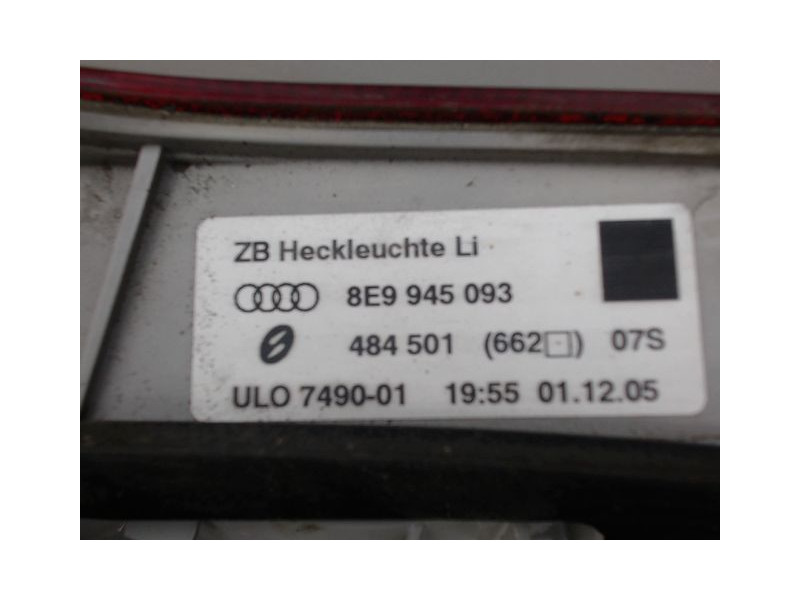 ZB Heckleuchte Li
8E9 945 093
484 501 (662□) 07S
ULO 7490-01 19:55 01.12.05